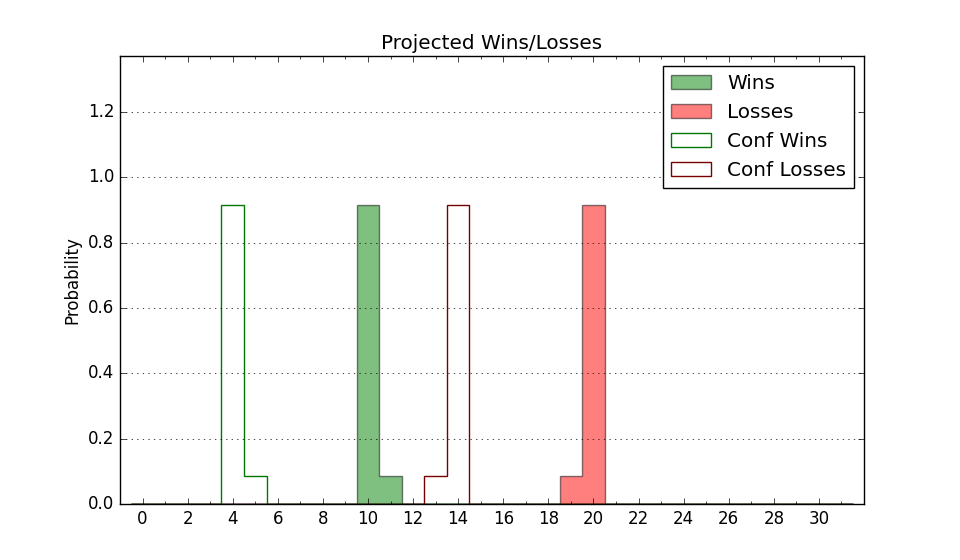 Projected Wins/Losses
Wins
Losses
Conf Wins
Conf Losses
Probability
1.2
1.0
0.8
0.6
0.4
0.2
0.0
0 2 4 6 8 10 12 14 16 18 20 22 24 26 28 30